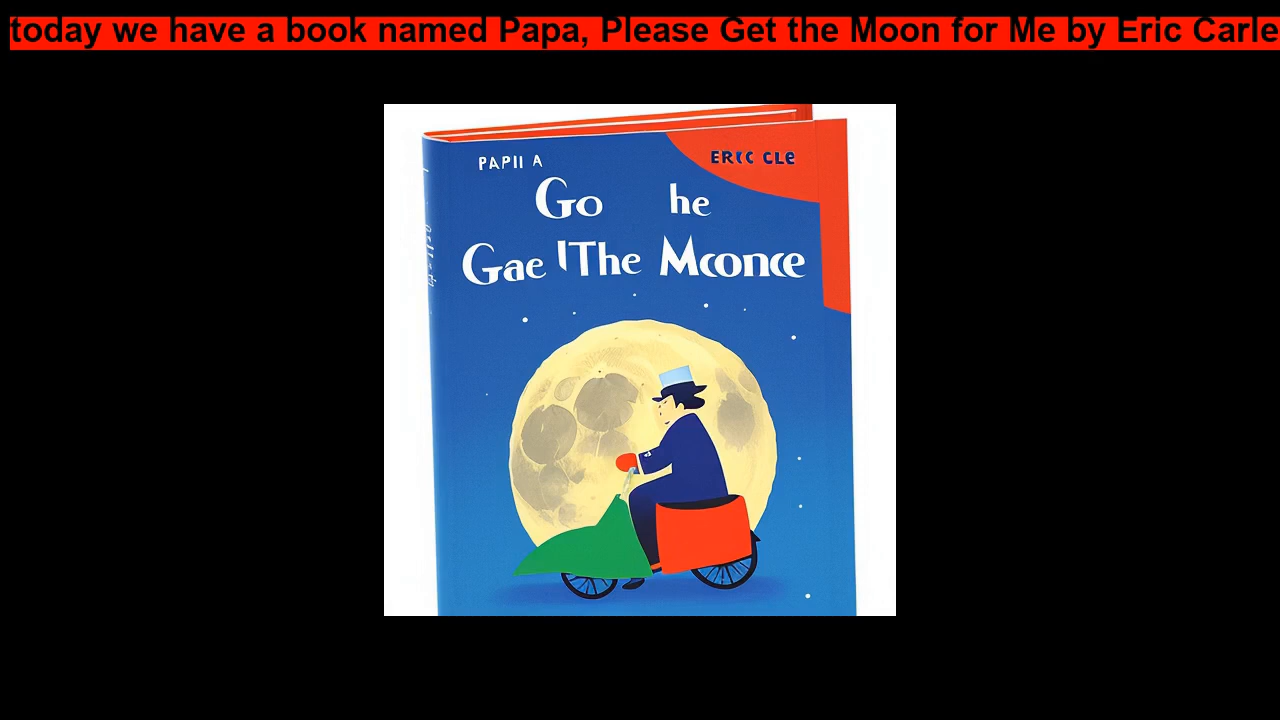 today we have a book named Papa, Please Get the Moon for Me by Eric Carle
PAPII A
ERIC CLe
Go he
Gae The Mconce